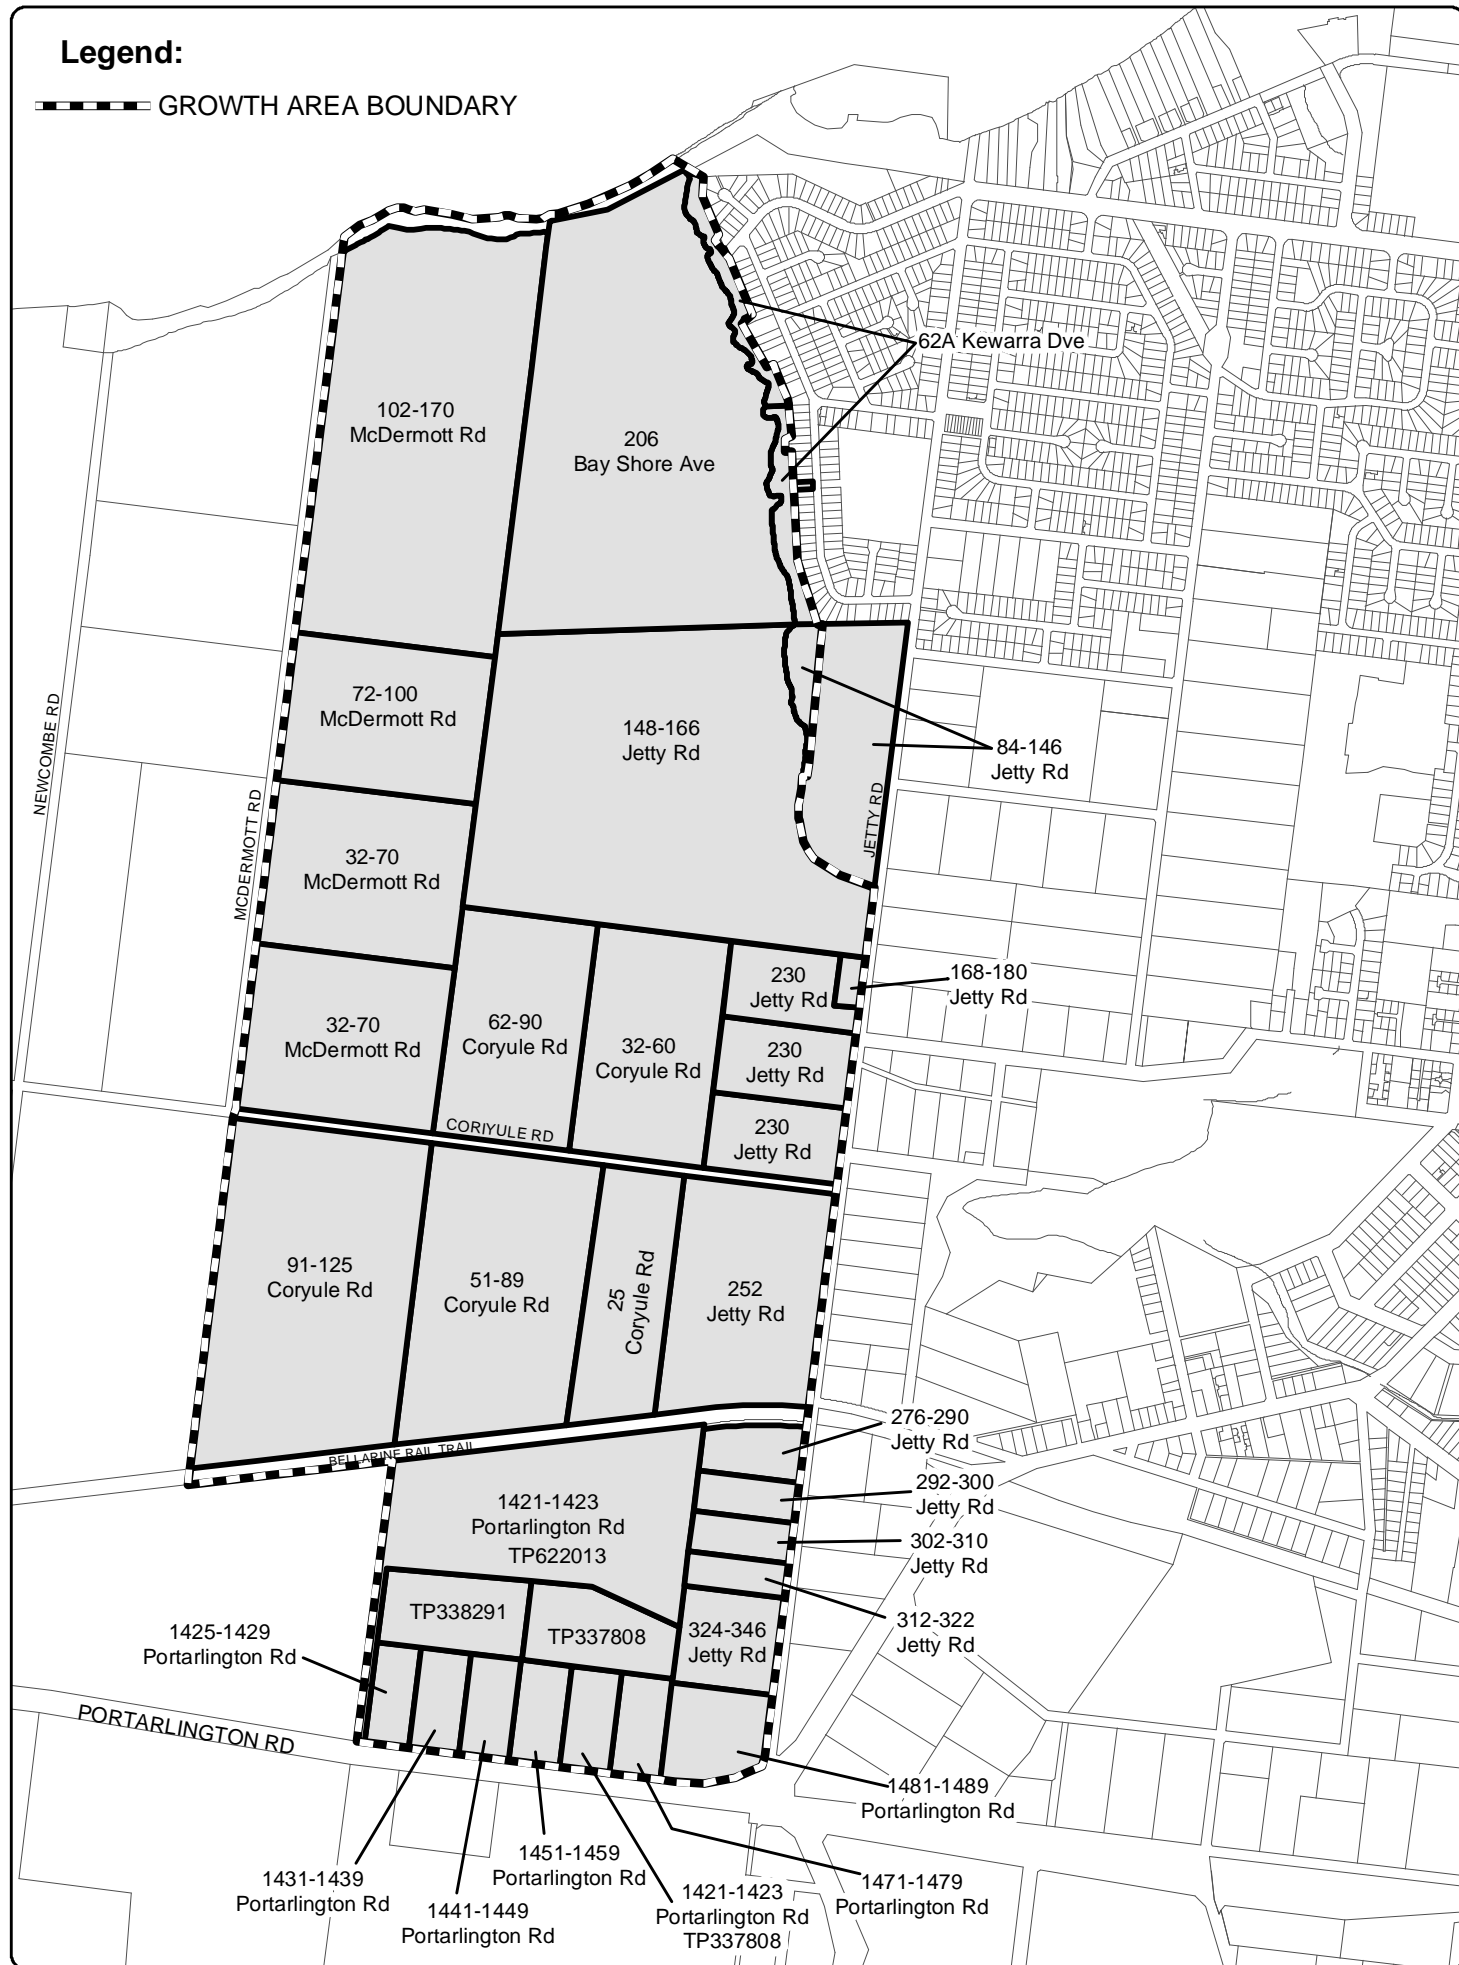 Legend:
GROWTH AREA BOUNDARY
62A Kewarra Dve
102-170
McDermott Rd
206
Bay Shore Ave
72-100
McDermott Rd
148-166
Jetty Rd
84-146
Jetty Rd
NEWCOMBE RD
MCDERMOTT RD
JETTY RD
32-70
McDermott Rd
230
Jetty Rd
168-180
Jetty Rd
32-70
McDermott Rd
62-90
Coryule Rd
32-60
Coryule Rd
230
Jetty Rd
230
Jetty Rd
CORIYULE RD
91-125
Coryule Rd
51-89
Coryule Rd
25
Coryule Rd
252
Jetty Rd
276-290
Jetty Rd
BELLARINE RAIL TRAIL
292-300
Jetty Rd
1421-1423
Portarlington Rd
TP622013
302-310
Jetty Rd
TP338291
TP337808
312-322
Jetty Rd
324-346
Jetty Rd
1425-1429
Portarlington Rd
PORTARLINGTON RD
1481-1489
Portarlington Rd
1451-1459
Portarlington Rd
1431-1439
Portarlington Rd
1471-1479
Portarlington Rd
1441-1449
Portarlington Rd
1421-1423
Portarlington Rd
TP337808